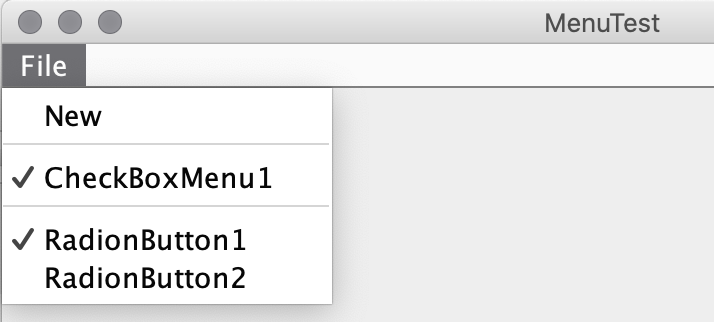 MenuTest
File
New
CheckBoxMenu1
RadionButton1
RadionButton2